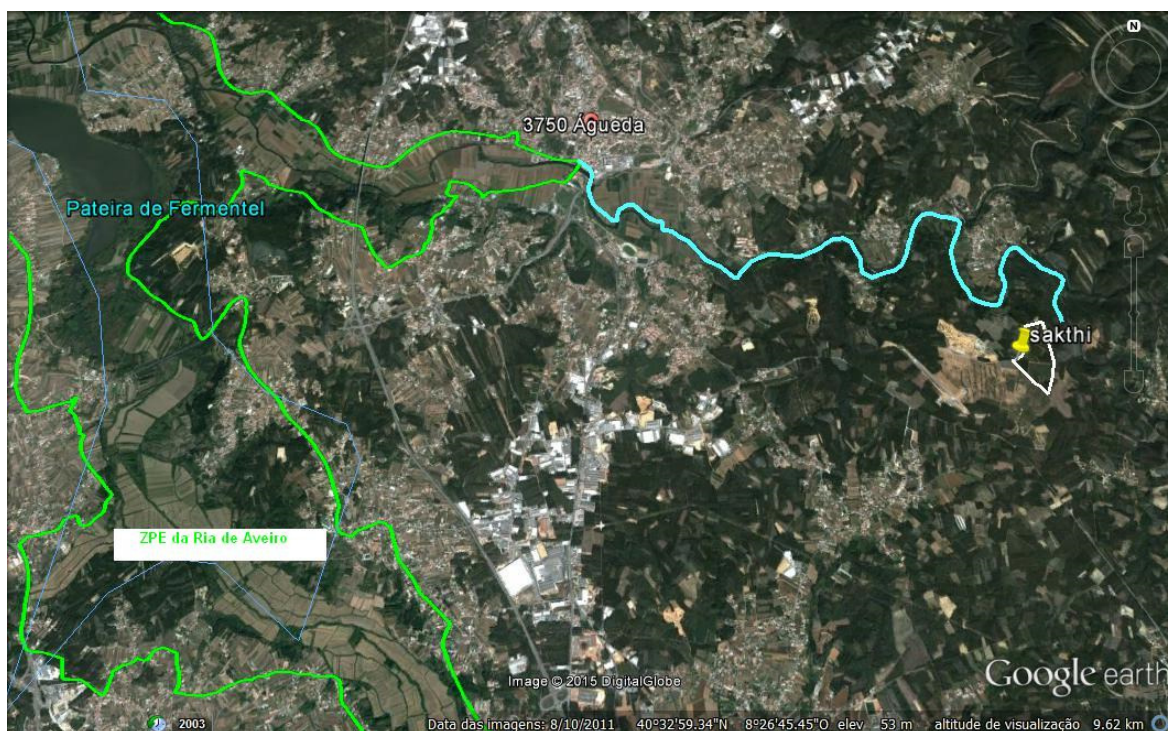 N
3750 Águeda
Pateira de Fermentel
sakthi
ZPE da Ria de Aveiro
Google earth
Image © 2015 DigitalGlobe
2003
Data das imagens: 8/10/2011 40°32'59.34"N 8°26'45.45"O elev 53 m altitude de visualização 9.62 km